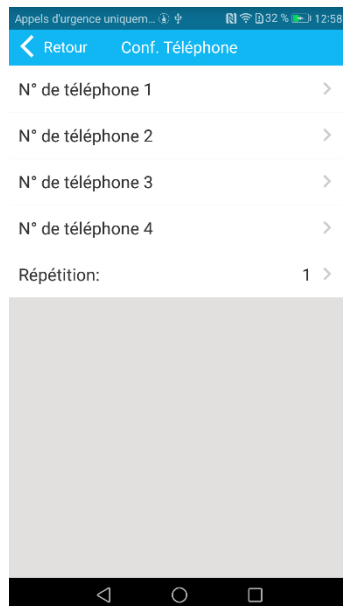 Appels d'urgence uniquem... 32 % 12:58
Retour Conf. Téléphone
N° de téléphone 1
N° de téléphone 2
N° de téléphone 3
N° de téléphone 4
Répétition: 1